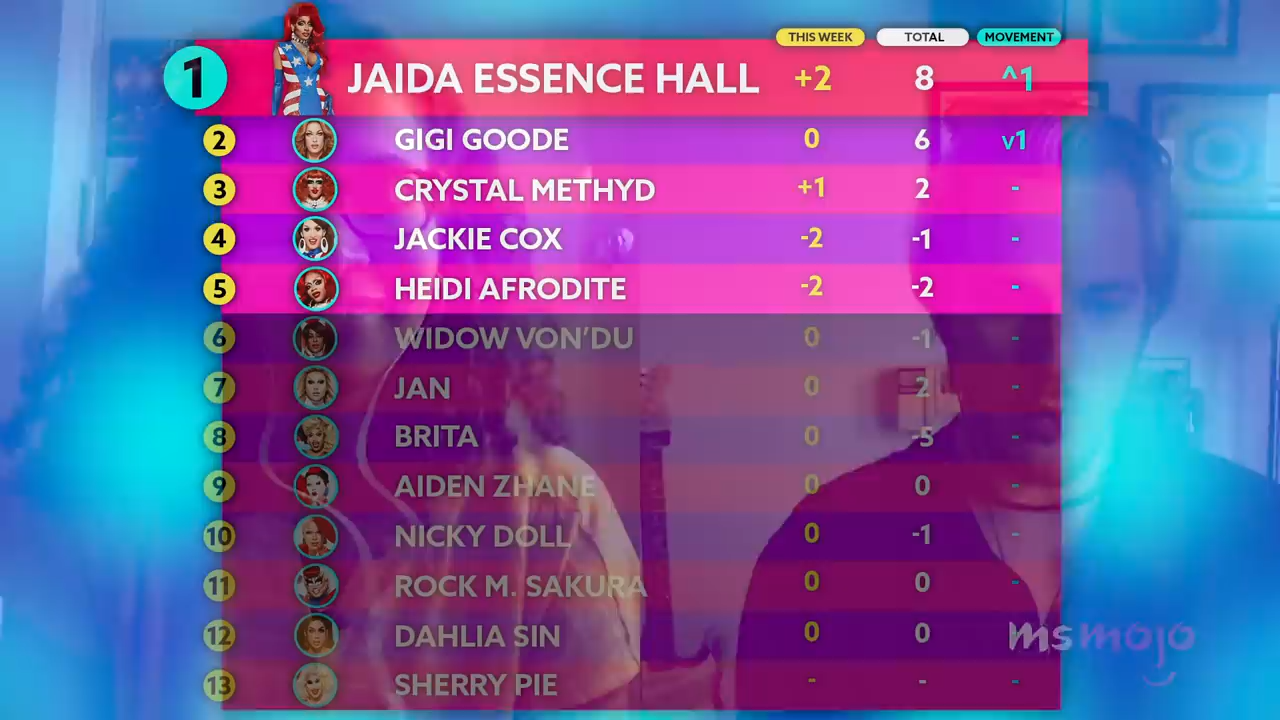 THIS WEEK TOTAL MOVEMENT
1 JAIDA ESSENCE HALL +2 8 ^1
2 GIGI GOODE 0 6 v1
3 CRYSTAL METHYD +1 2 -
4 JACKIE COX -2 -1 -
5 HEIDI AFRODITE -2 -2 -
6 WIDOW VON'DU 0 -1 -
7 JAN 0 2 -
8 BRITA 0 -5 -
9 AIDEN ZHANE 0 0 -
10 NICKY DOLL 0 -1 -
11 ROCK M. SAKURA 0 0 -
12 DAHLIA SIN 0 0 -
13 SHERRY PIE - - -
msmojo